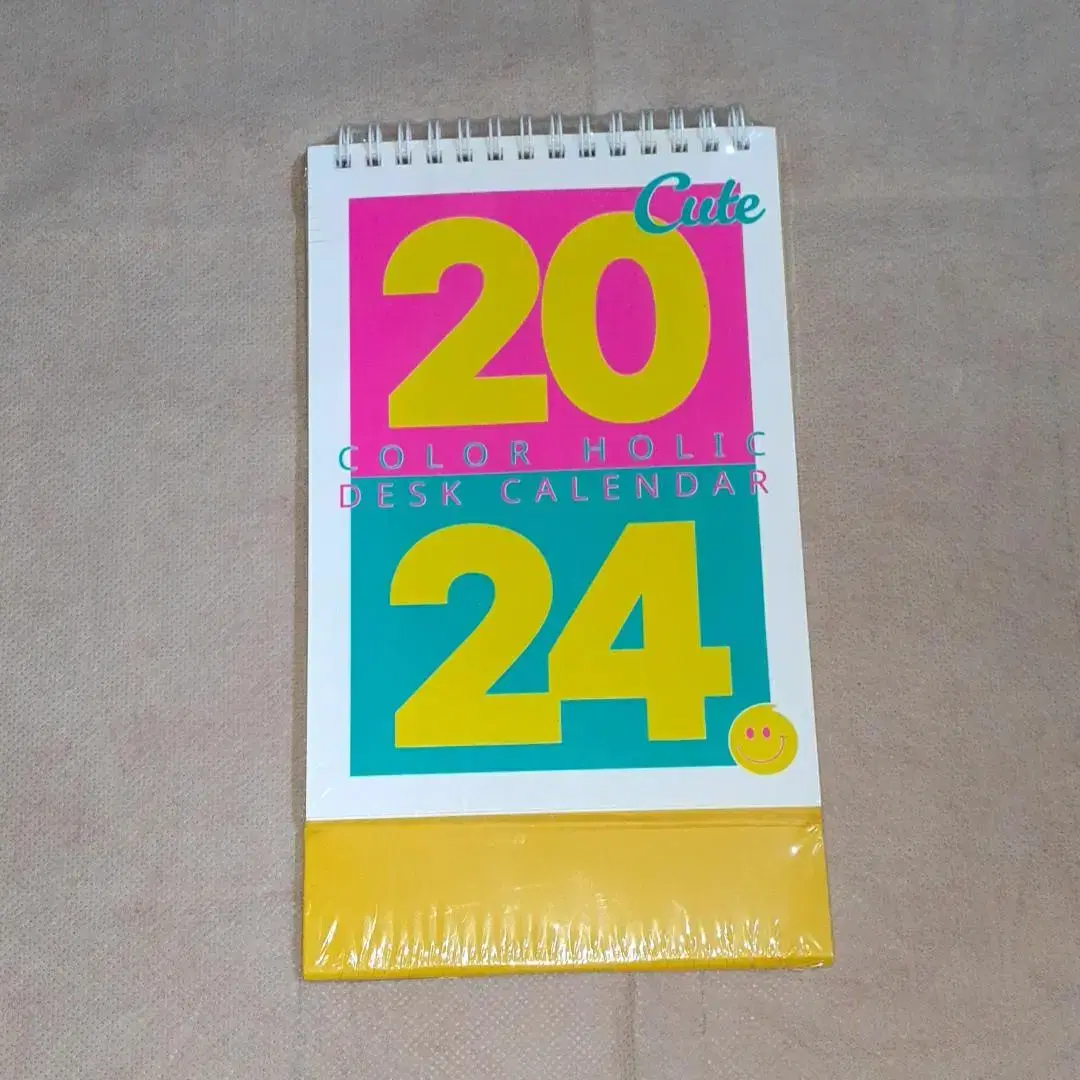 Cute
20
COLOR HOLIC
DESK CALENDAR
24